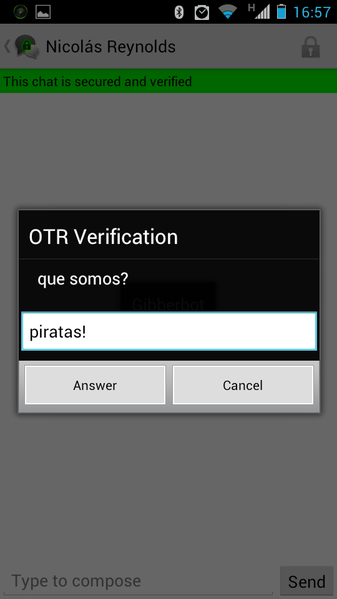 H 16:57
Nicolás Reynolds
This chat is secured and verified
OTR Verification
que somos?
Gibberbot
piratas!
Answer Cancel
Type to compose Send